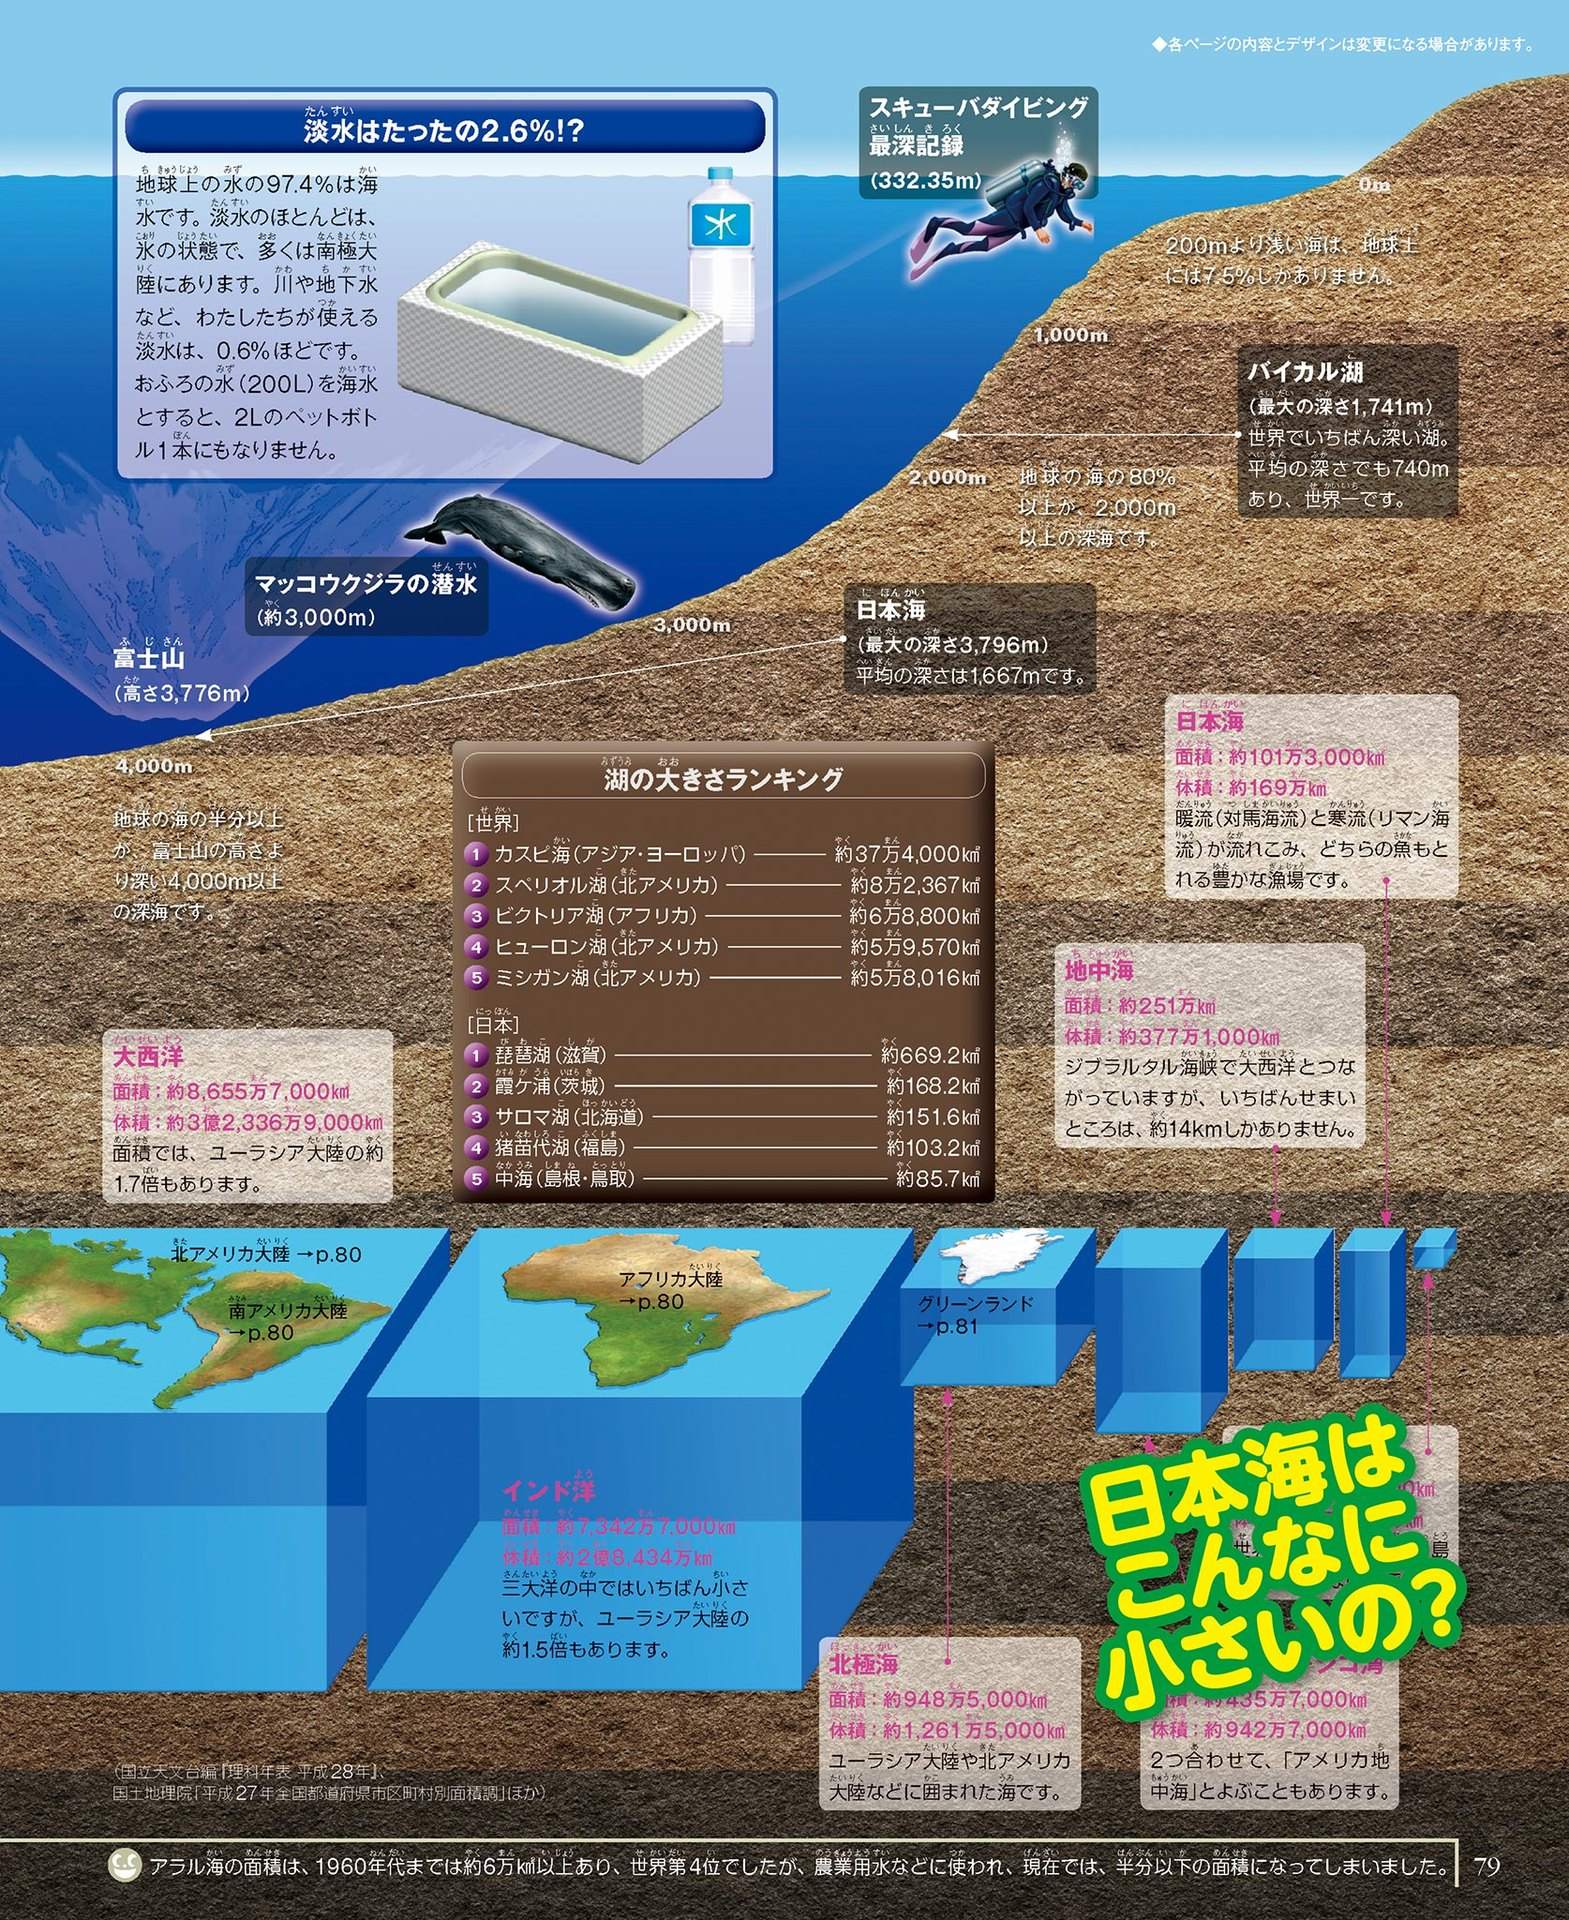 ◆各ページの内容とデザインは変更になる場合があります。
淡水はたったの2.6%!?
地球上の水の97.4%は海
水です。淡水のほとんどは、
氷の状態で、多くは南極大
陸にあります。川や地下水
など、わたしたちが使える
淡水は、0.6%ほどです。
おふろの水(200L)を海水
とすると、2Lのペットボト
ル1本にもなりません。
水
スキューバダイビング
最深記録
(332.35m)
0m
200mより浅い海は、地球上
には7.5%しかありません。
1,000m
バイカル湖
(最大の深さ1,741m)
世界でいちばん深い湖。
平均の深さでも740m
あり、世界一です。
2,000m
地球の海の80%
以上が、2,000m
以上の深海です。
マッコウクジラの潜水
(約3,000m)
3,000m
日本海
(最大の深さ3,796m)
平均の深さは1,667mです。
富士山
(高さ3,776m)
4,000m
地球の海の半分以上
が、富士山の高さよ
り深い4,000m以上
の深海です。
湖の大きさランキング
[世界]
1 カスピ海(アジア・ヨーロッパ) 約37万4,000㎢
2 スペリオル湖(北アメリカ) 約8万2,367㎢
3 ビクトリア湖(アフリカ) 約6万8,800㎢
4 ヒューロン湖(北アメリカ) 約5万9,570㎢
5 ミシガン湖(北アメリカ) 約5万8,016㎢
[日本]
1 琵琶湖(滋賀) 約669.2㎢
2 霞ケ浦(茨城) 約168.2㎢
3 サロマ湖(北海道) 約151.6㎢
4 猪苗代湖(福島) 約103.2㎢
5 中海(島根・鳥取) 約85.7㎢
日本海
面積:約101万3,000㎢
体積:約169万㎦
暖流(対馬海流)と寒流(リマン海
流)が流れこみ、どちらの魚もと
れる豊かな漁場です。
地中海
面積:約251万㎢
体積:約377万1,000㎦
ジブラルタル海峡で大西洋とつな
がっていますが、いちばんせまい
ところは、約14kmしかありません。
大西洋
面積:約8,655万7,000㎢
体積:約3億2,336万9,000㎦
面積では、ユーラシア大陸の約
1.7倍もあります。
北アメリカ大陸 →p.80
南アメリカ大陸
→p.80
アフリカ大陸
→p.80
グリーンランド
→p.81
インド洋
面積:約7,342万7,000㎢
体積:約2億8,434万㎦
三大洋の中ではいちばん小さ
いですが、ユーラシア大陸の
約1.5倍もあります。
日本海は
こんなに
小さいの?
島
北極海
面積:約948万5,000㎢
体積:約1,261万5,000㎦
ユーラシア大陸や北アメリカ
大陸などに囲まれた海です。
面積:約435万7,000㎢
体積:約942万7,000㎦
2つ合わせて、「アメリカ地
中海」とよぶこともあります。
(国立天文台編『理科年表 平成28年』、
国土地理院「平成27年全国都道府県市区町村別面積調」ほか)
アラル海の面積は、1960年代までは約6万㎢以上あり、世界第4位でしたが、農業用水などに使われ、現在では、半分以下の面積になってしまいました。
79